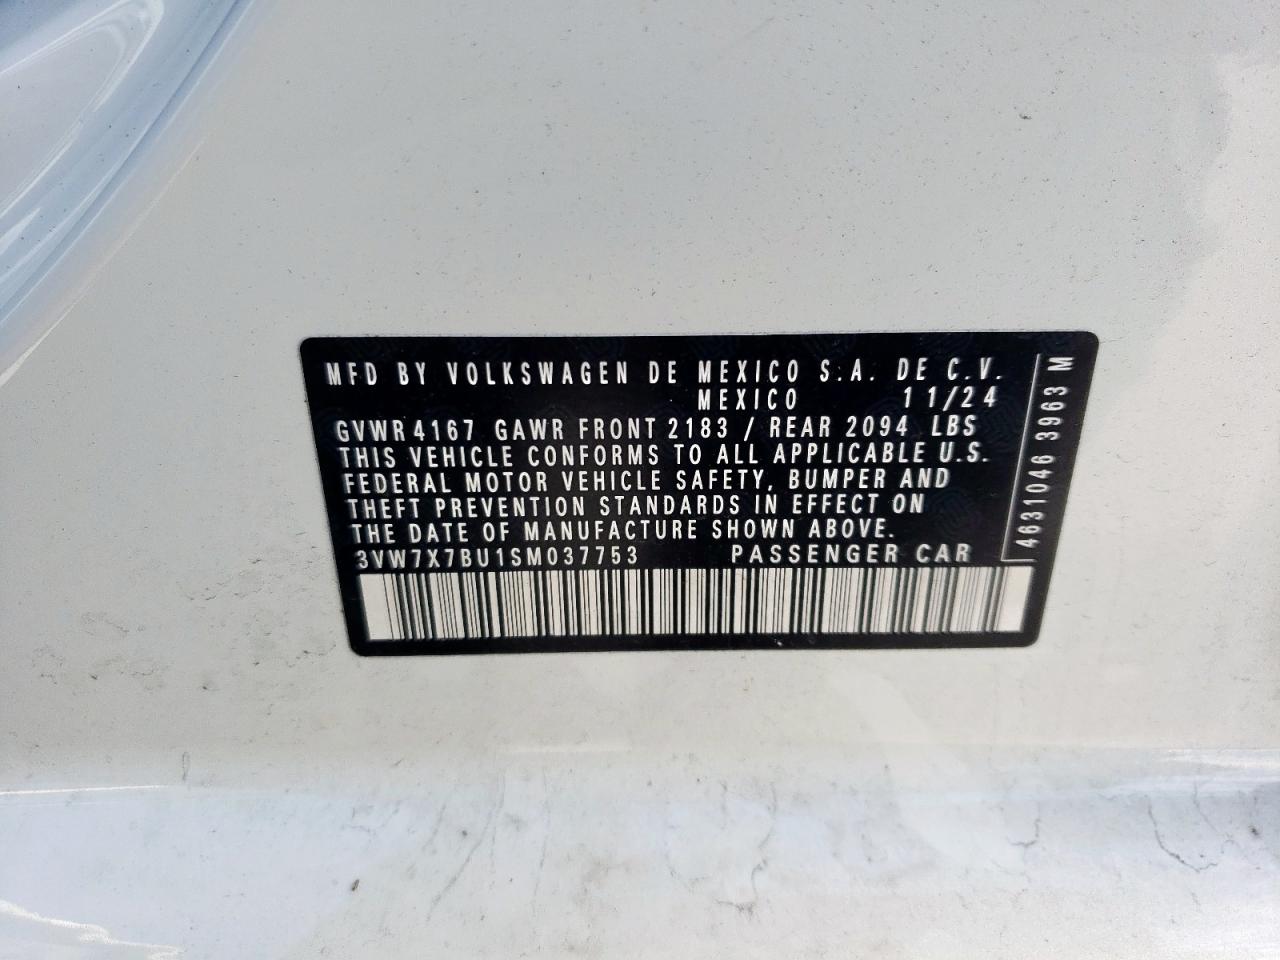 MFD BY VOLKSWAGEN DE MEXICO S.A. DE C.V.
MEXICO 11/24
GVWR 4167 GAWR FRONT 2183 / REAR 2094 LBS
THIS VEHICLE CONFORMS TO ALL APPLICABLE U.S.
FEDERAL MOTOR VEHICLE SAFETY, BUMPER AND
THEFT PREVENTION STANDARDS IN EFFECT ON
THE DATE OF MANUFACTURE SHOWN ABOVE.
3VW7X7BU1SM037753 PASSENGER CAR
4631046 3963 M